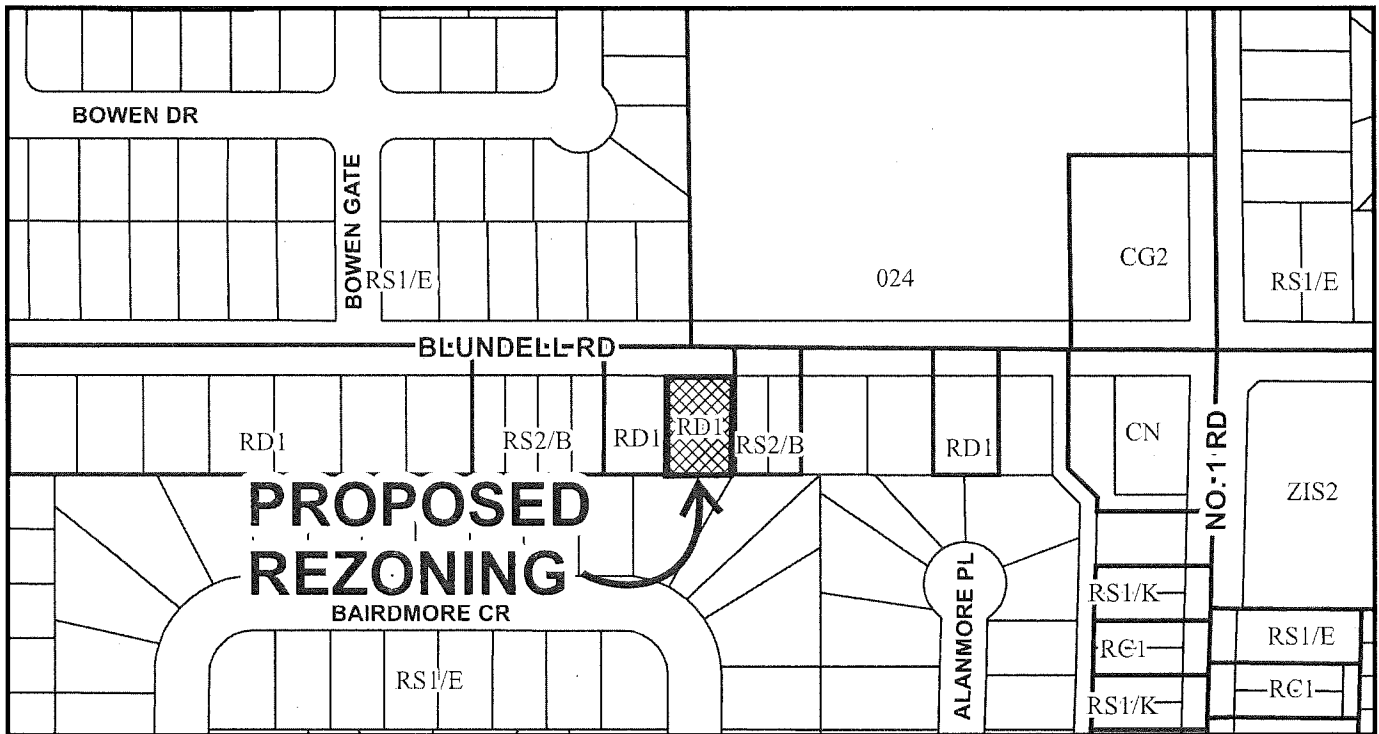 BOWEN DR
BOWEN GATE
RS1/E
024
CG2
RS1/E
BLUNDELL RD
RD1
RS2/B
RD1
RD1
RS2/B
RD1
CN
NO. 1 RD
ZIS2
PROPOSED
REZONING
BAIRDMORE CR
RS1/E
ALANMORE PL
RS1/K
RC1
RS1/K
RS1/E
RC1